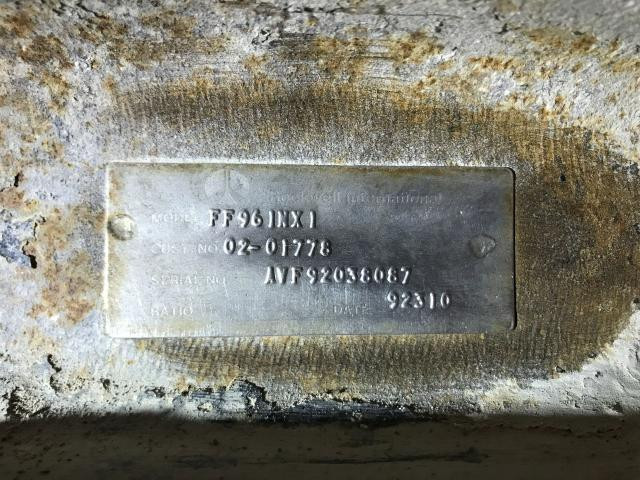 Rockwell International
MODEL FF961NX1
CUST. NO. 02-01778
SERIAL NO. AVF92038087
RATIO DATE 92310